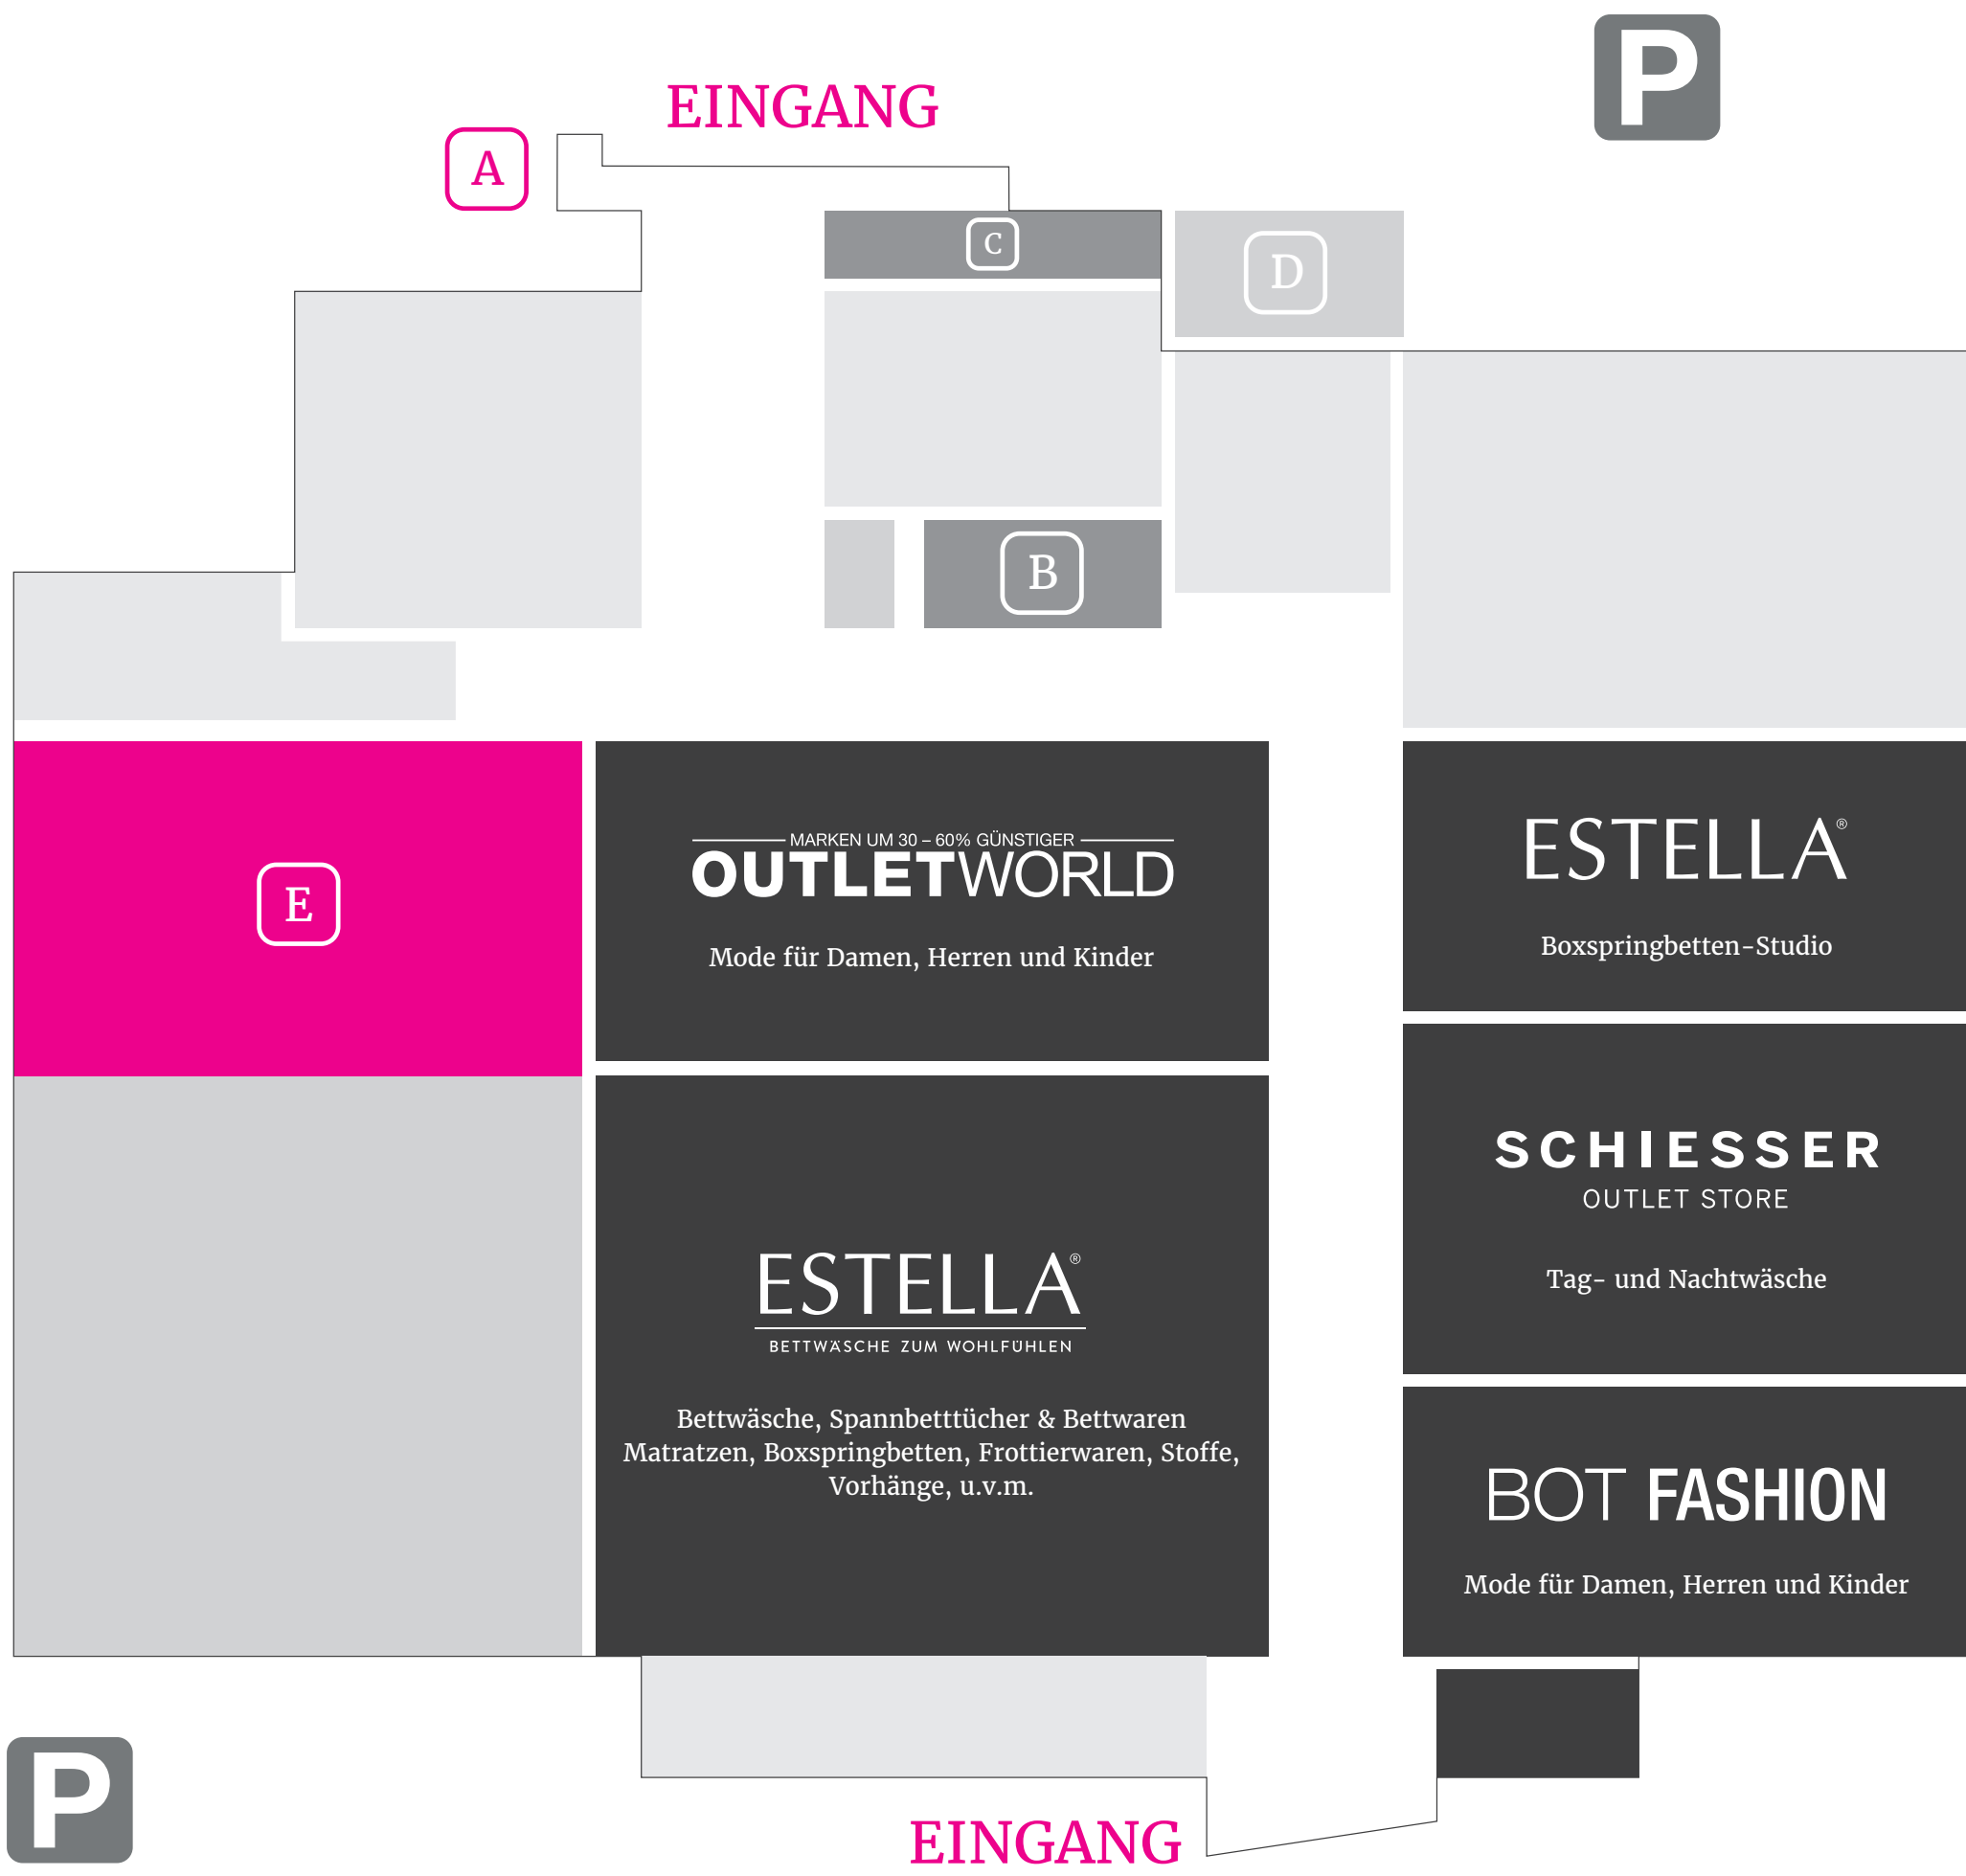 P
EINGANG
A
C
D
B
E
MARKEN UM 30 – 60% GÜNSTIGER
OUTLETWORLD
Mode für Damen, Herren und Kinder
ESTELLA®
Boxspringbetten-Studio
SCHIESSER
OUTLET STORE
Tag- und Nachtwäsche
ESTELLA®
BETTWÄSCHE ZUM WOHLFÜHLEN
Bettwäsche, Spannbetttücher & Bettwaren
Matratzen, Boxspringbetten, Frottierwaren, Stoffe,
Vorhänge, u.v.m.
BOT FASHION
Mode für Damen, Herren und Kinder
P
EINGANG